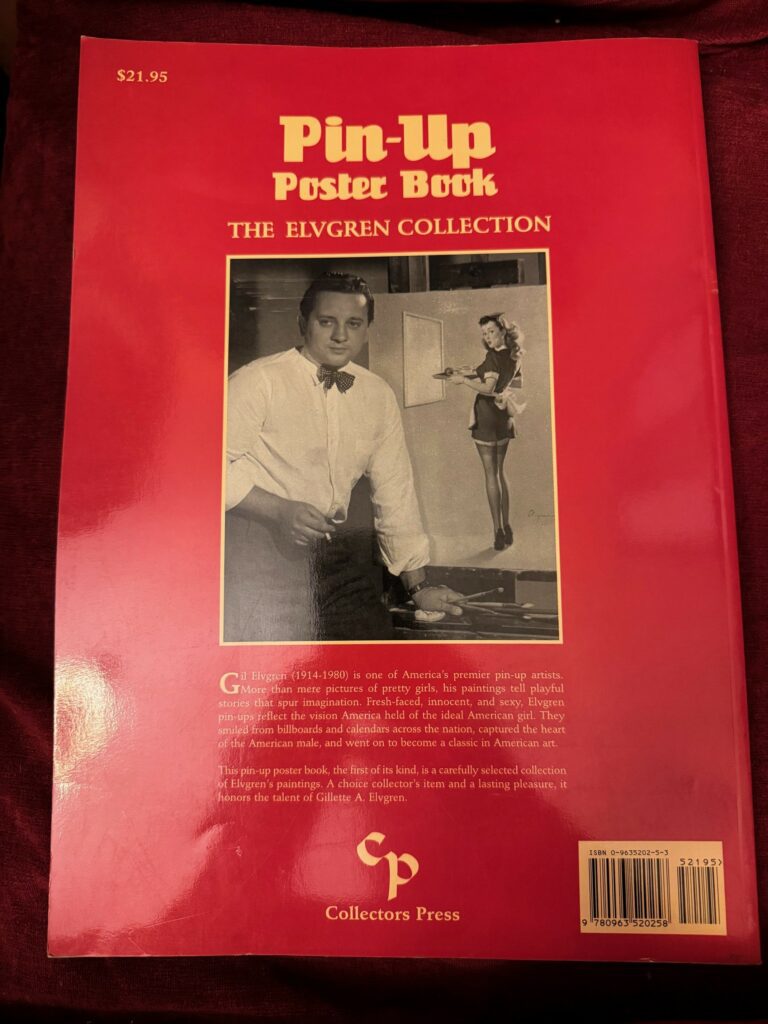 $21.95
Pin-Up
Poster Book
THE ELVGREN COLLECTION
Gil Elvgren (1914-1980) is one of America's premier pin-up artists.
More than mere pictures of pretty girls, his paintings tell playful
stories that spur imagination. Fresh-faced, innocent, and sexy, Elvgren
pin-ups reflect the vision America held of the ideal American girl. They
smiled from billboards and calendars across the nation, captured the heart
of the American male, and went on to become a classic in American art.
This pin-up poster book, the first of its kind, is a carefully selected collection
of Elvgren's paintings. A choice collector's item and a lasting pleasure, it
honors the talent of Gillette A. Elvgren.
cp
Collectors Press
ISBN 0-9635202-5-3
52195>
9 780963 520258